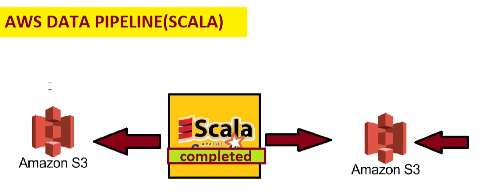 AWS DATA PIPELINE(SCALA)
Scala
completed
Amazon S3
Amazon S3